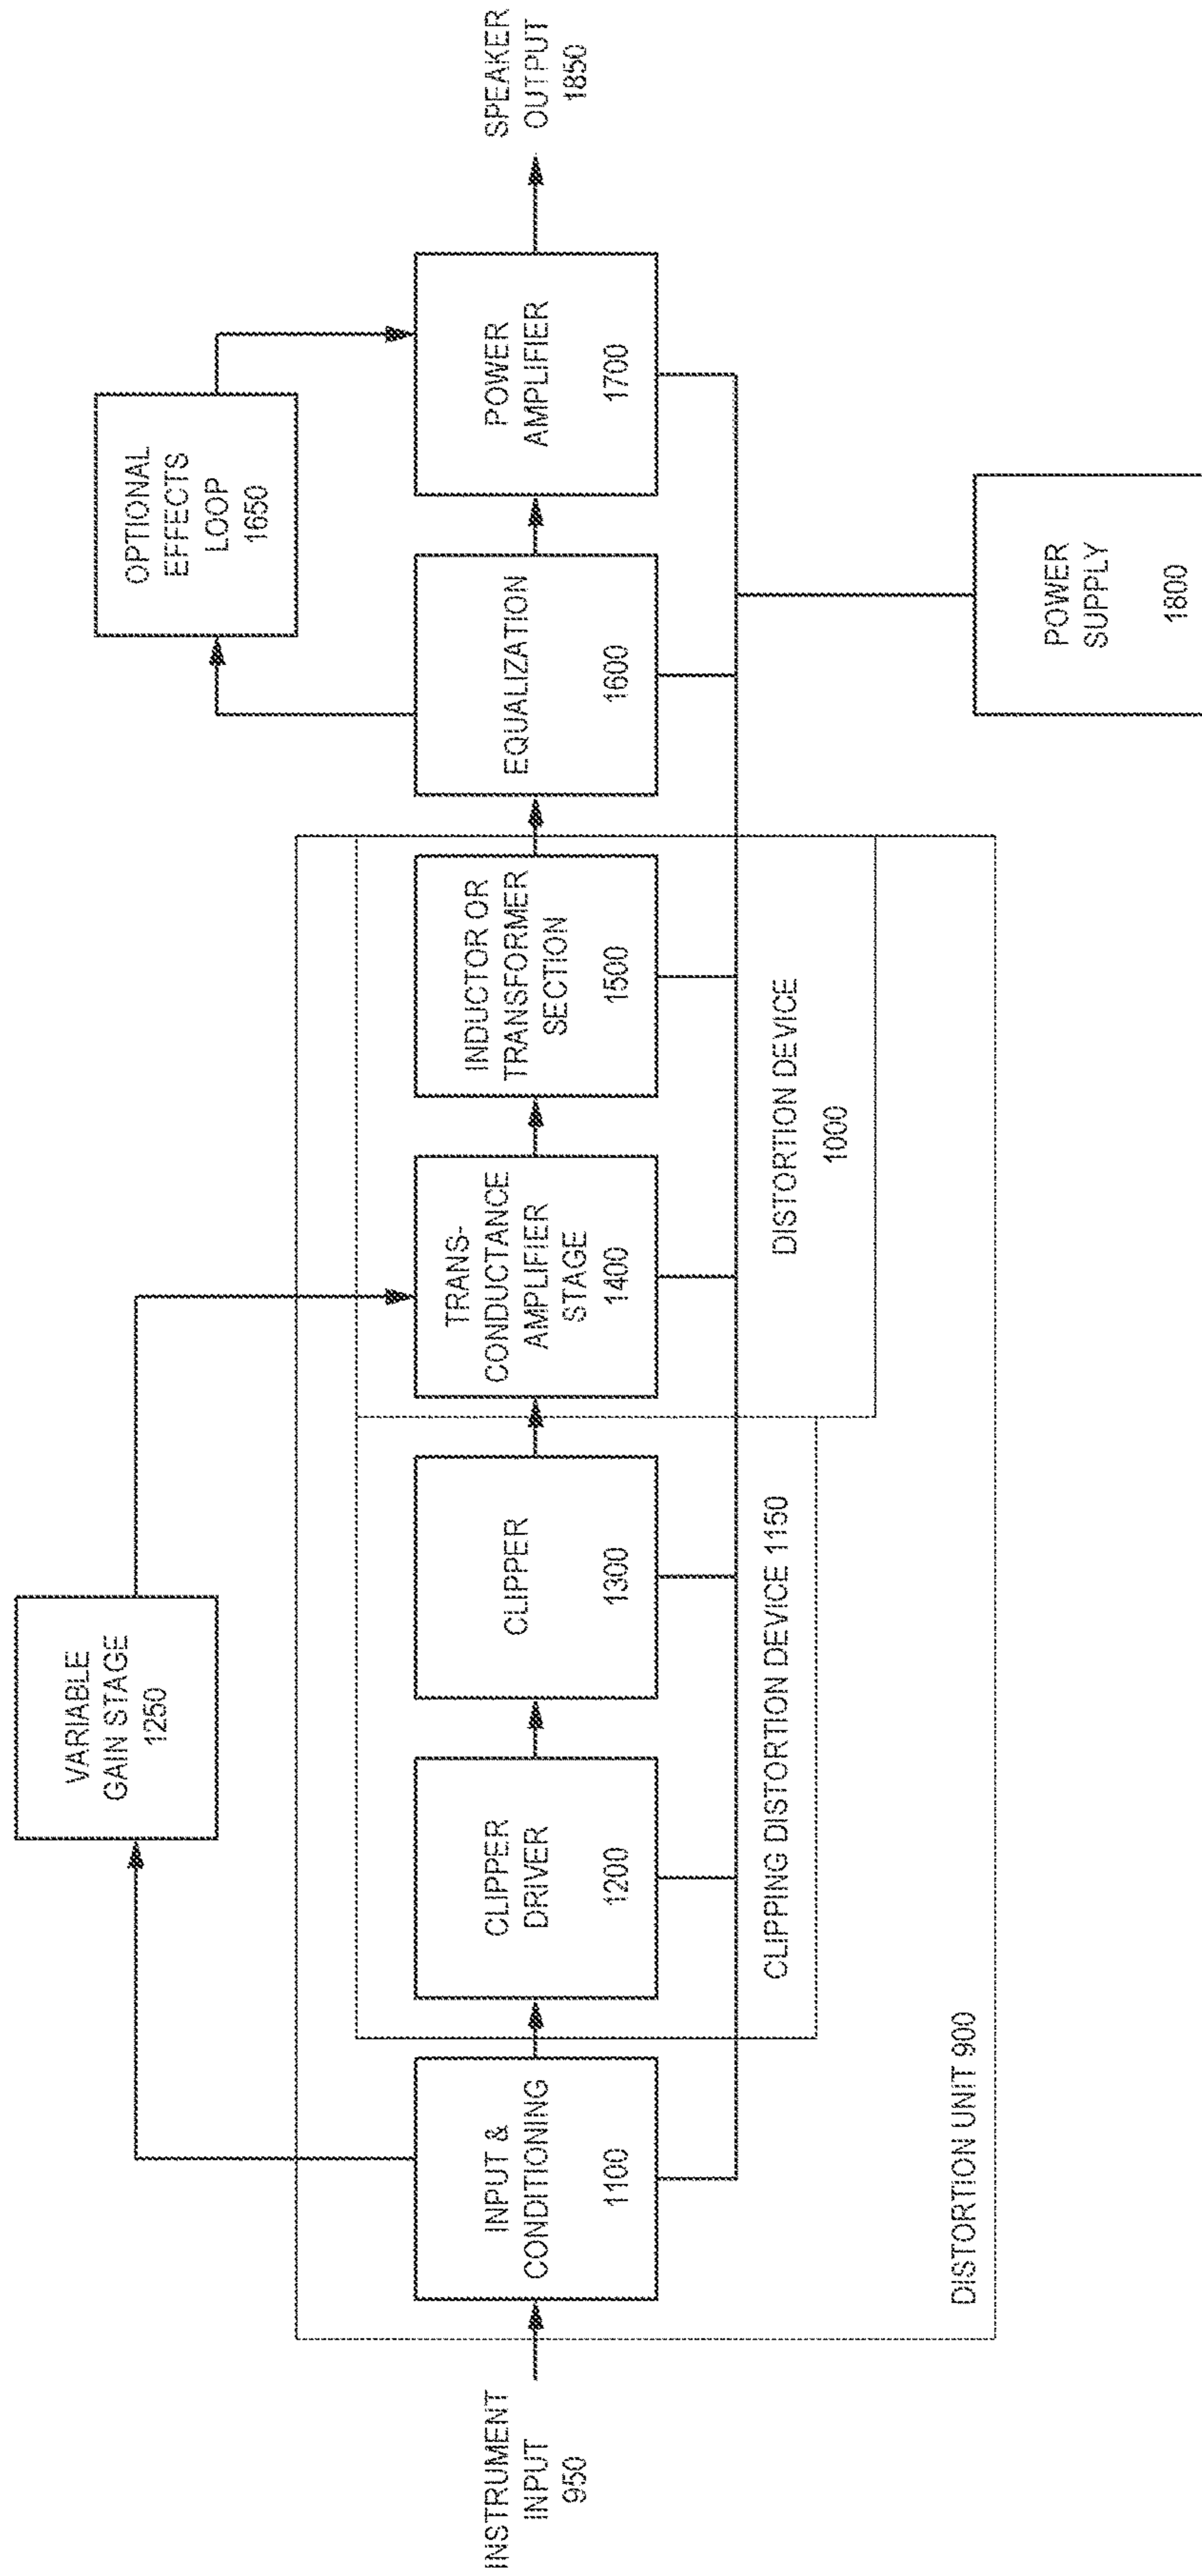 INSTRUMENT
INPUT
950
INPUT &
CONDITIONING
1100
VARIABLE
GAIN STAGE
1250
CLIPPER
DRIVER
1200
CLIPPER
1300
CLIPPING DISTORTION DEVICE 1150
TRANS-
CONDUCTANCE
AMPLIFIER
STAGE
1400
INDUCTOR OR
TRANSFORMER
SECTION
1500
DISTORTION DEVICE
1000
DISTORTION UNIT 900
EQUALIZATION
1600
OPTIONAL
EFFECTS
LOOP
1650
POWER
AMPLIFIER
1700
POWER
SUPPLY
1800
SPEAKER
OUTPUT
1850